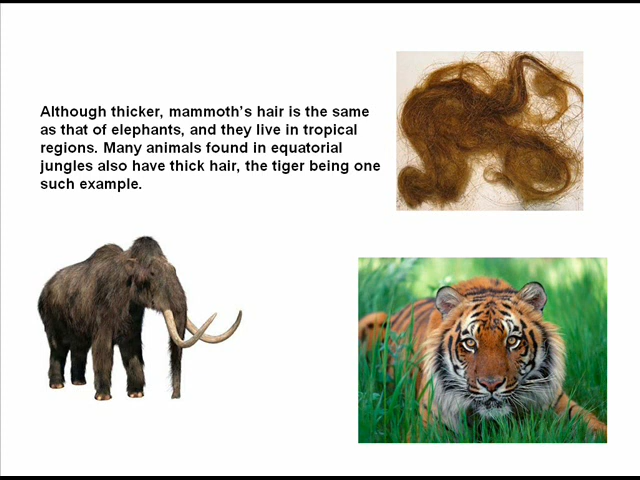 Although thicker, mammoth's hair is the same
as that of elephants, and they live in tropical
regions. Many animals found in equatorial
jungles also have thick hair, the tiger being one
such example.